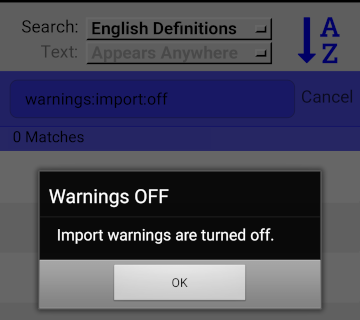 Search: English Definitions
Text: Appears Anywhere
A
Z
warnings:import:off
Cancel
0 Matches
Warnings OFF
Import warnings are turned off.
OK